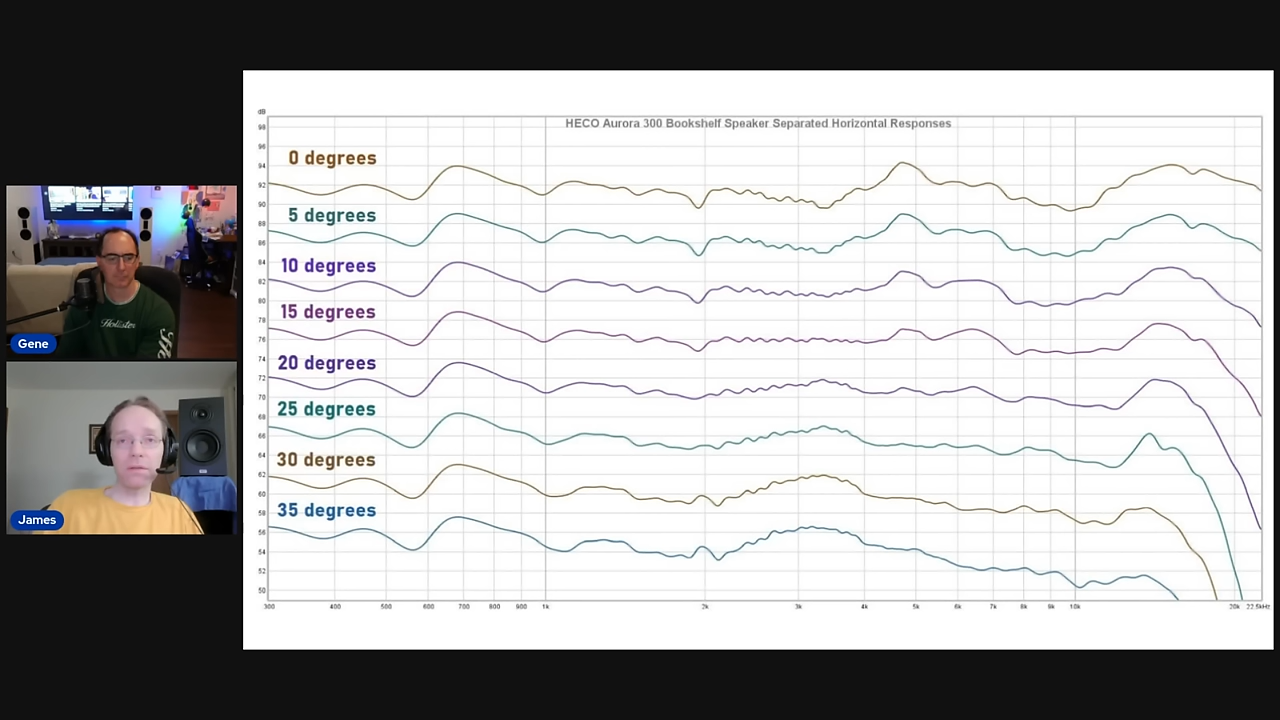 HECO Aurora 300 Bookshelf Speaker Separated Horizontal Responses
dB
98
96
94
92
90
88
86
84
82
80
78
76
74
72
70
68
66
64
62
60
58
56
54
52
50
0 degrees
5 degrees
10 degrees
15 degrees
20 degrees
25 degrees
30 degrees
35 degrees
300 400 500 600 700 800 900 1k 2k 3k 4k 5k 6k 7k 8k 9k 10k 20k 22.5kHz
Hollister
Gene
James